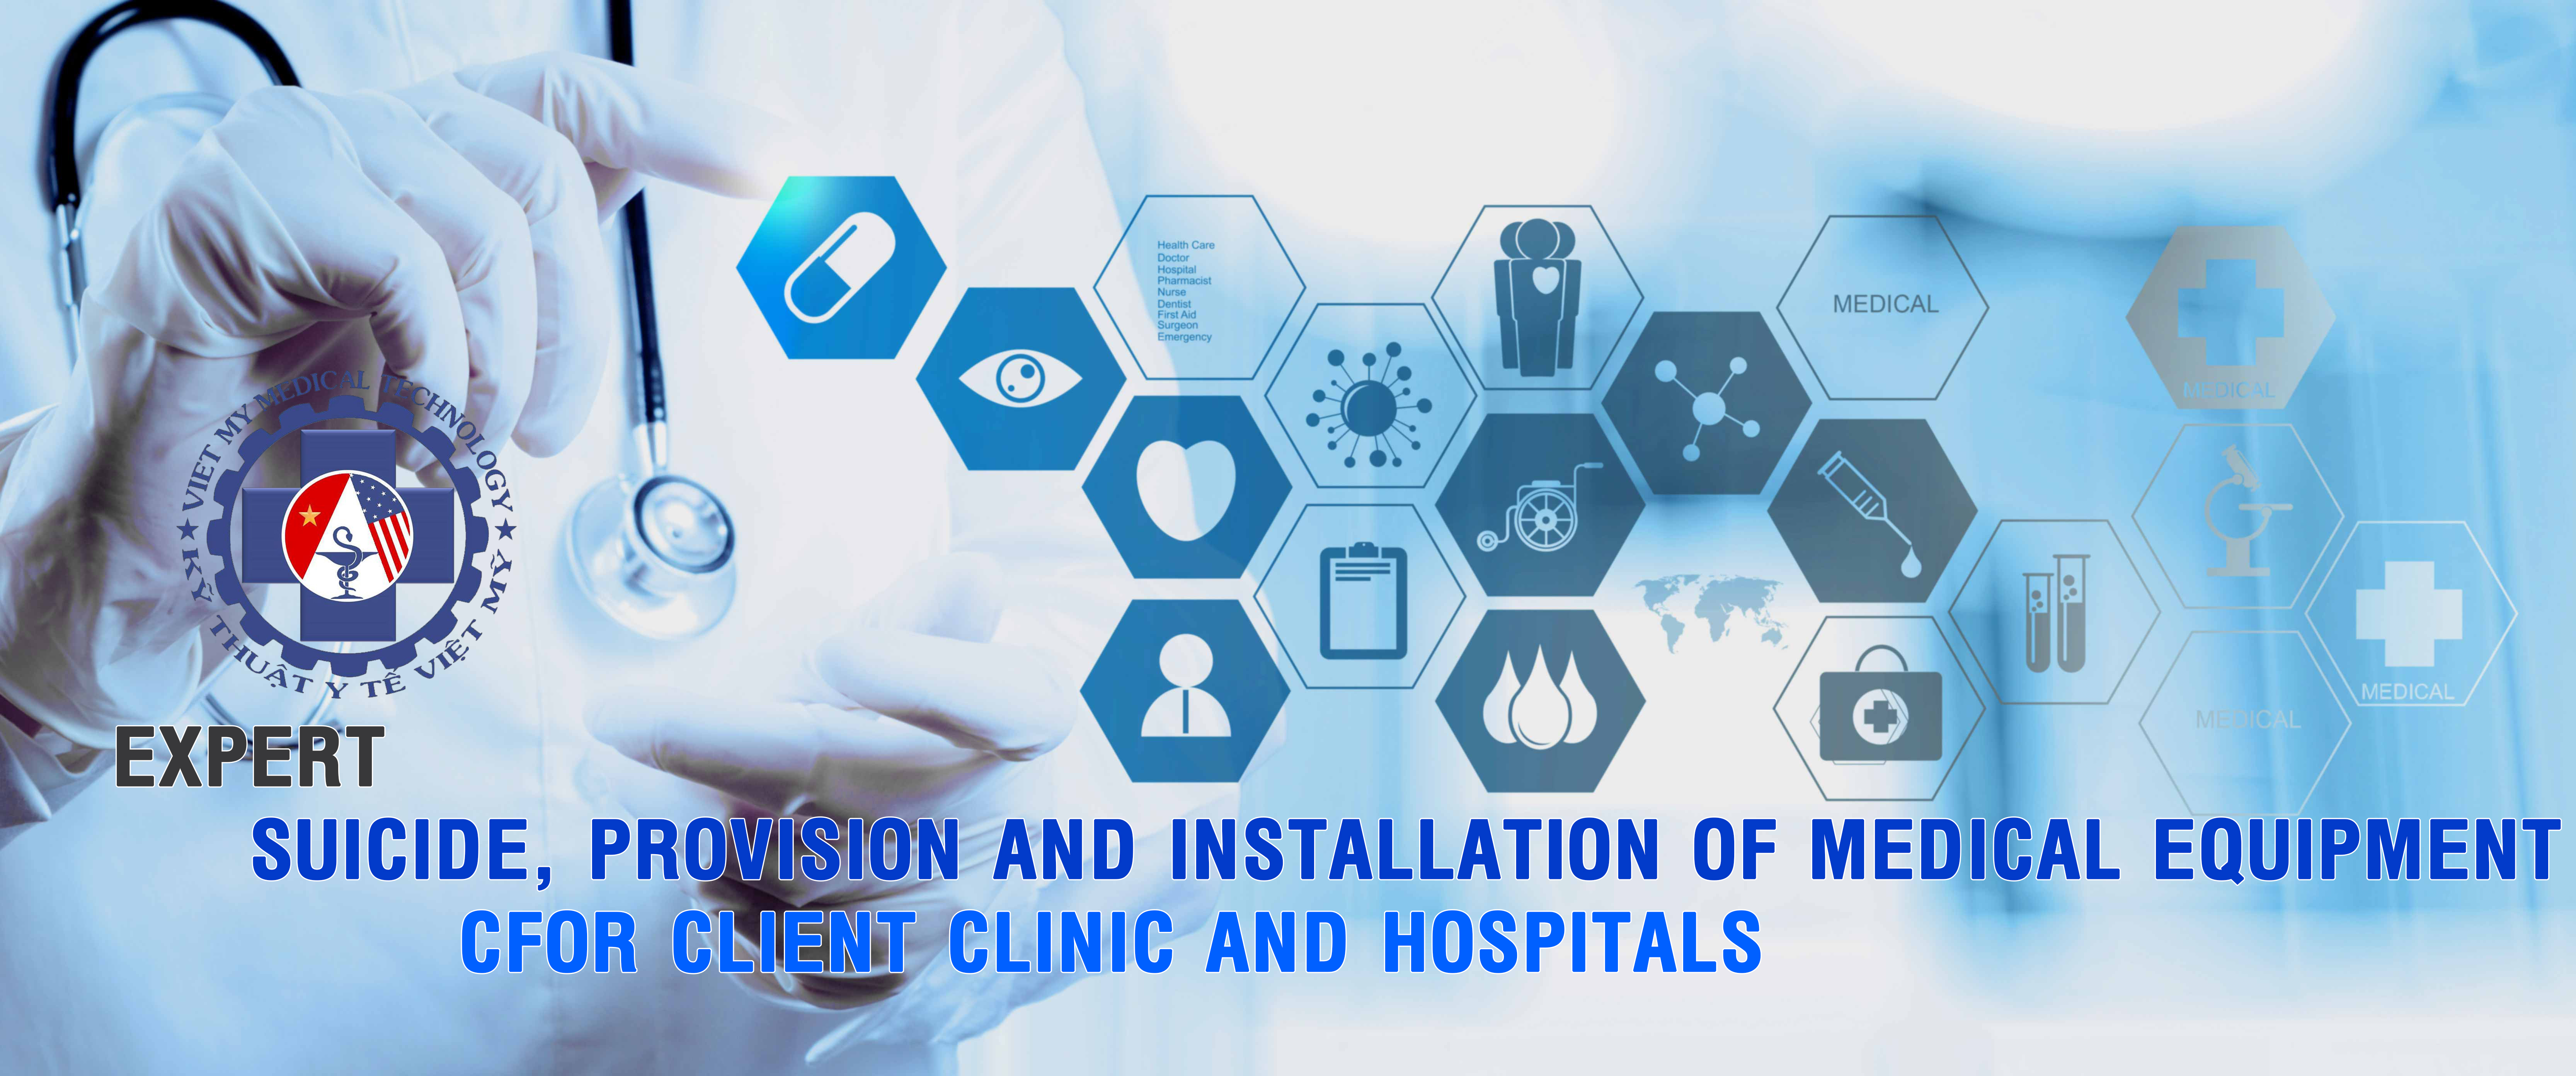 Health Care
Doctor
Hospital
Pharmacist
Nurse
Dentist
First Aid
Surgeon
Emergency
MEDICAL
MEDICAL
VIET MY MEDICAL TECHNOLOGY
KỸ THUẬT Y TẾ VIỆT MỸ
MEDICAL
MEDICAL
EXPERT
SUICIDE, PROVISION AND INSTALLATION OF MEDICAL EQUIPMENT
CFOR CLIENT CLINIC AND HOSPITALS